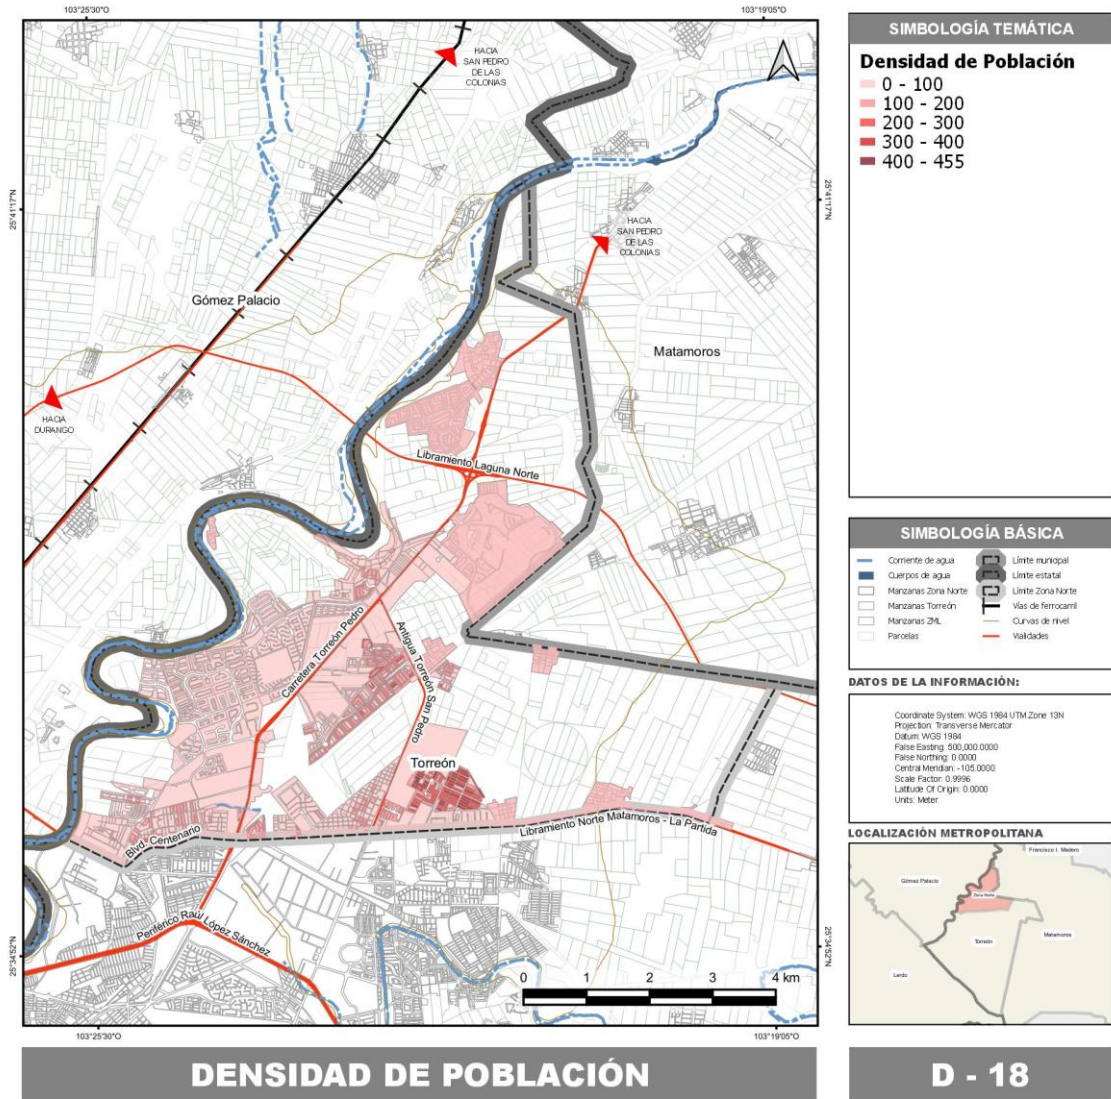 103°25'30"O
103°19'05"O
25°41'17"N
25°41'17"N
HACIA
SAN PEDRO
DE LAS
COLONIAS
HACIA
SAN PEDRO
DE LAS
COLONIAS
Gómez Palacio
Matamoros
HACIA
DURANGO
Libramiento Laguna Norte
Carretera Torreón Pedro
Antigua Torreón San Pedro
Torreón
Blvd. Centenario
Libramiento Norte Matamoros - La Partida
Periférico Raúl López Sánchez
25°34'52"N
25°34'52"N
0 1 2 3 4 km
103°25'30"O
103°19'05"O
SIMBOLOGÍA TEMÁTICA
Densidad de Población
0 - 100
100 - 200
200 - 300
300 - 400
400 - 455
SIMBOLOGÍA BÁSICA
Corriente de agua
Cuerpos de agua
Manzanas Zona Norte
Manzanas Torreón
Manzanas ZML
Parcelas
Límite municipal
Límite estatal
Límite Zona Norte
Vías de ferrocarril
Curvas de nivel
Vialidades
DATOS DE LA INFORMACIÓN:
Coordinate System: WGS 1984 UTM Zone 13N
Projection: Transverse Mercator
Datum: WGS 1984
False Easting: 500,000.0000
False Northing: 0.0000
Central Meridian: -105.0000
Scale Factor: 0.9996
Latitude Of Origin: 0.0000
Units: Meter
LOCALIZACIÓN METROPOLITANA
Francisco I. Madero
Gómez Palacio
Zona Norte
Torreón
Matamoros
Lerdo
DENSIDAD DE POBLACIÓN
D - 18